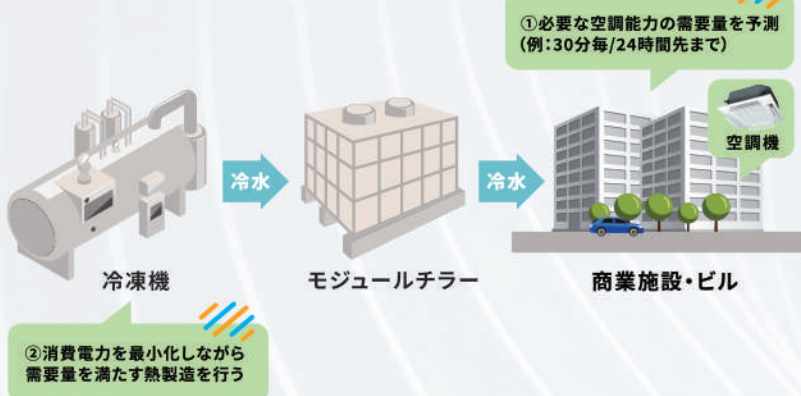 ①必要な空調能力の需要量を予測
(例:30分毎/24時間先まで)
空調機
冷水
冷水
冷凍機
モジュールチラー
商業施設・ビル
②消費電力を最小化しながら
需要量を満たす熱製造を行う